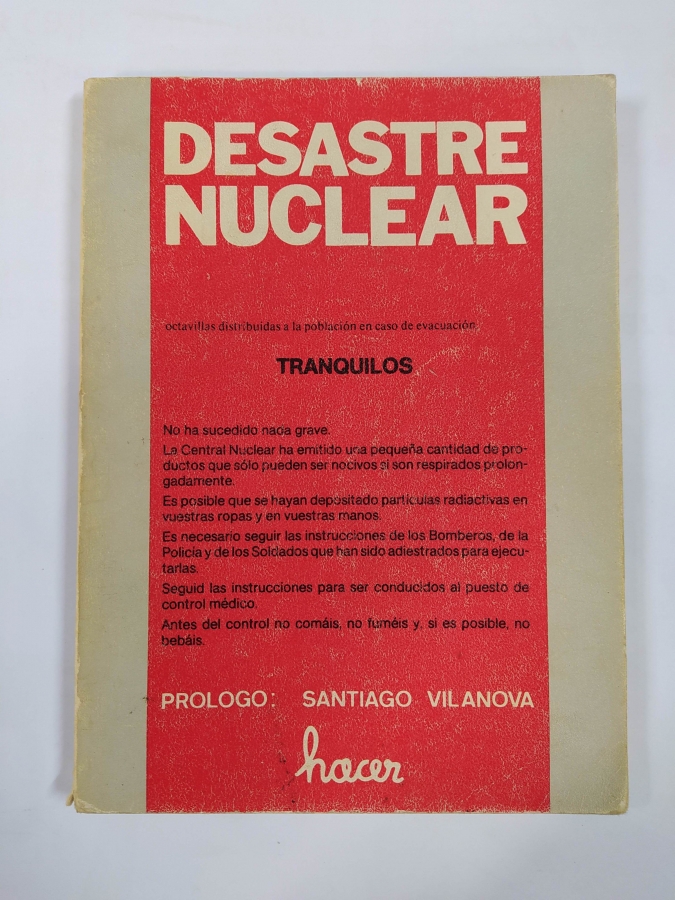 DESASTRE
NUCLEAR
octavillas distribuidas a la población en caso de evacuación:
TRANQUILOS
No ha sucedido nada grave.
La Central Nuclear ha emitido una pequeña cantidad de pro-
ductos que sólo pueden ser nocivos si son respirados prolon-
gadamente.
Es posible que se hayan depositado partículas radiactivas en
vuestras ropas y en vuestras manos.
Es necesario seguir las instrucciones de los Bomberos, de la
Policía y de los Soldados que han sido adiestrados para ejecu-
tarlas.
Seguid las instrucciones para ser conducidos al puesto de
control médico.
Antes del control no comáis, no fuméis y, si es posible, no
bebáis.
PROLOGO: SANTIAGO VILANOVA
hacer